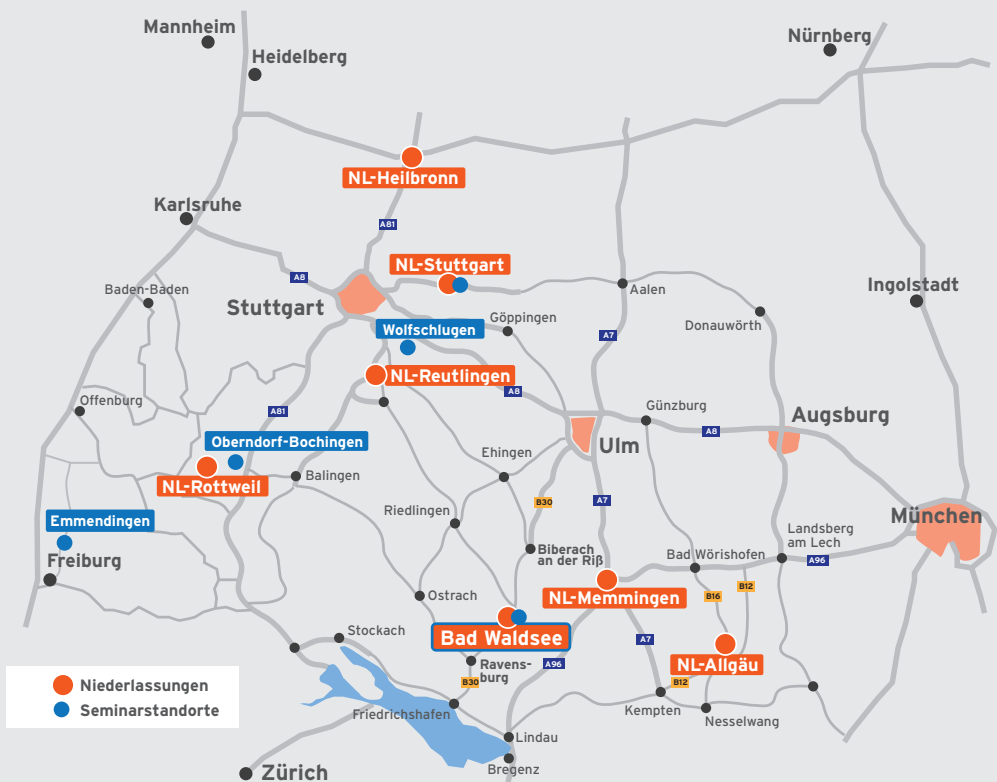 Mannheim
Nürnberg
Heidelberg
NL-Heilbronn
Karlsruhe
A81
NL-Stuttgart
A8
Baden-Baden
Aalen
Ingolstadt
Stuttgart
Göppingen
Donauwörth
Wolfschlugen
A7
NL-Reutlingen
A8
Offenburg
A81
Günzburg
Augsburg
A8
Oberndorf-Bochingen
Ulm
Ehingen
Balingen
NL-Rottweil
B30
A7
Riedlingen
München
Emmendingen
Landsberg
am Lech
Biberach
an der Riß
Bad Wörishofen
A96
Freiburg
B12
Ostrach
NL-Memmingen
B16
Stockach
Bad Waldsee
A7
NL-Allgäu
A96
Ravens-
burg
B30
B12
Niederlassungen
Seminarstandorte
Friedrichshafen
Kempten
Nesselwang
Lindau
Bregenz
Zürich